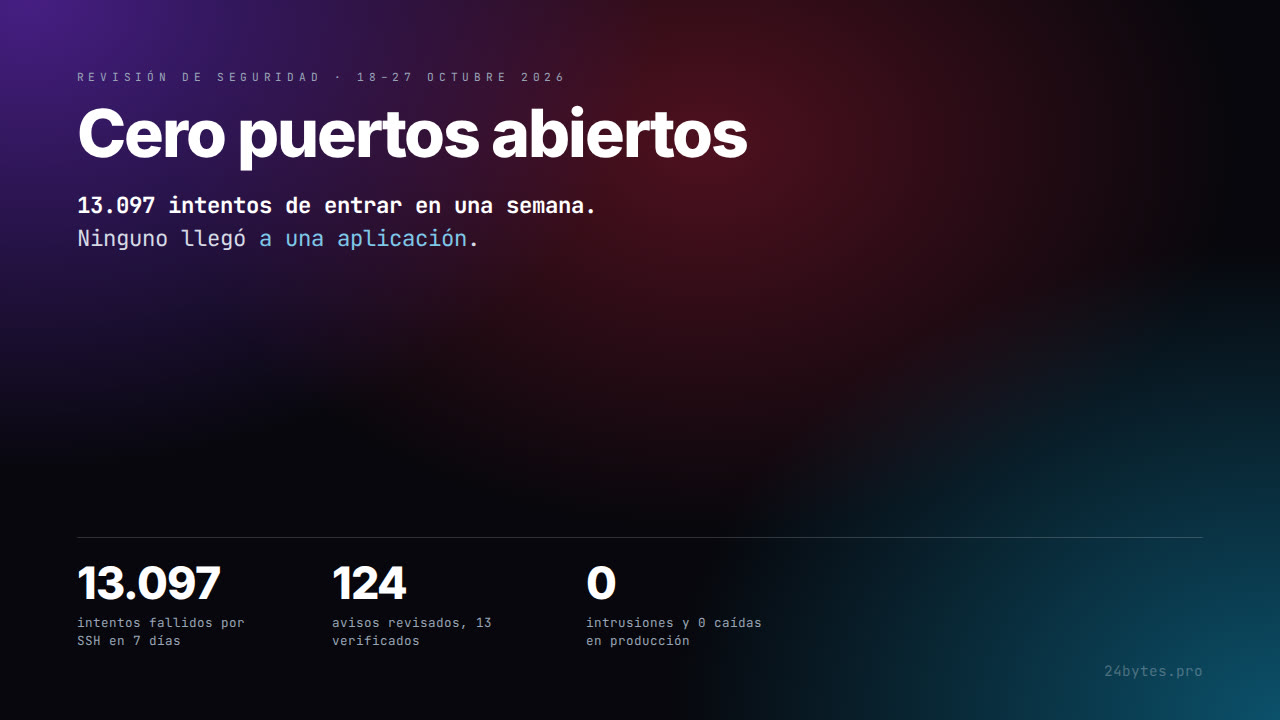 REVISIÓN DE SEGURIDAD · 18–27 OCTUBRE 2026
Cero puertos abiertos
13.097 intentos de entrar en una semana.
Ninguno llegó a una aplicación.
13.097
intentos fallidos por
SSH en 7 días
124
avisos revisados, 13
verificados
0
intrusiones y 0 caídas
en producción
24bytes.pro